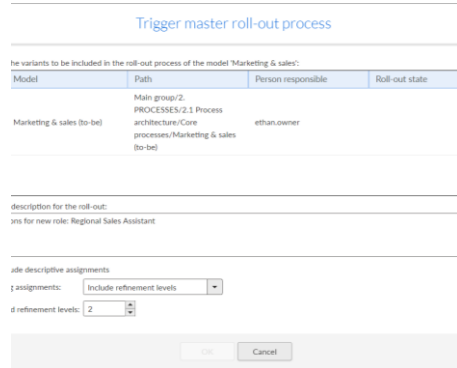 Trigger master roll-out process
he variants to be included in the roll-out process of the model 'Marketing & sales':
Model Path Person responsible Roll-out state
Main group/2.
PROCESSES/2.1 Process
Marketing & sales (to-be) architecture/Core ethan.owner
processes/Marketing & sales
(to-be)
description for the roll-out:
ons for new role: Regional Sales Assistant
ude descriptive assignments
g assignments: Include refinement levels
d refinement levels: 2
OK Cancel